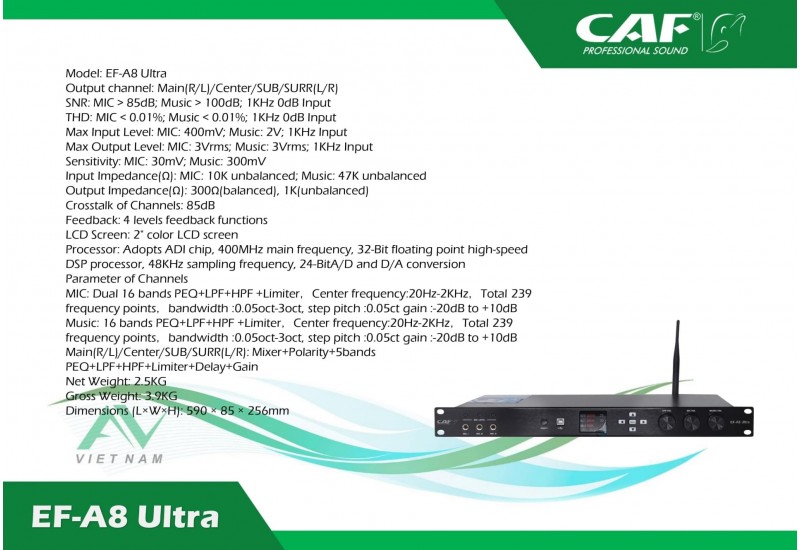 CAF®
PROFESSIONAL SOUND
Model: EF-A8 Ultra
Output channel: Main(R/L)/Center/SUB/SURR(L/R)
SNR: MIC > 85dB; Music > 100dB; 1KHz 0dB Input
THD: MIC < 0.01%; Music < 0.01%; 1KHz 0dB Input
Max Input Level: MIC: 400mV; Music: 2V; 1KHz Input
Max Output Level: MIC: 3Vrms; Music: 3Vrms; 1KHz Input
Sensitivity: MIC: 30mV; Music: 300mV
Input Impedance(Ω): MIC: 10K unbalanced; Music: 47K unbalanced
Output Impedance(Ω): 300Ω(balanced), 1K(unbalanced)
Crosstalk of Channels: 85dB
Feedback: 4 levels feedback functions
LCD Screen: 2" color LCD screen
Processor: Adopts ADI chip, 400MHz main frequency, 32-Bit floating point high-speed
DSP processor, 48KHz sampling frequency, 24-BitA/D and D/A conversion
Parameter of Channels
MIC: Dual 16 bands PEQ+LPF+HPF +Limiter，Center frequency:20Hz-2KHz，Total 239
frequency points，bandwidth :0.05oct-3oct, step pitch :0.05ct gain :-20dB to +10dB
Music: 16 bands PEQ+LPF+HPF +Limiter，Center frequency:20Hz-2KHz，Total 239
frequency points，bandwidth :0.05oct-3oct, step pitch :0.05ct gain :-20dB to +10dB
Main(R/L)/Center/SUB/SURR(L/R): Mixer+Polarity+5bands
PEQ+LPF+HPF+Limiter+Delay+Gain
Net Weight: 2.5KG
Gross Weight: 3.9KG
Dimensions (L×W×H): 590 × 85 × 256mm
AV
VIET NAM
CAF
EF-A8 Ultra